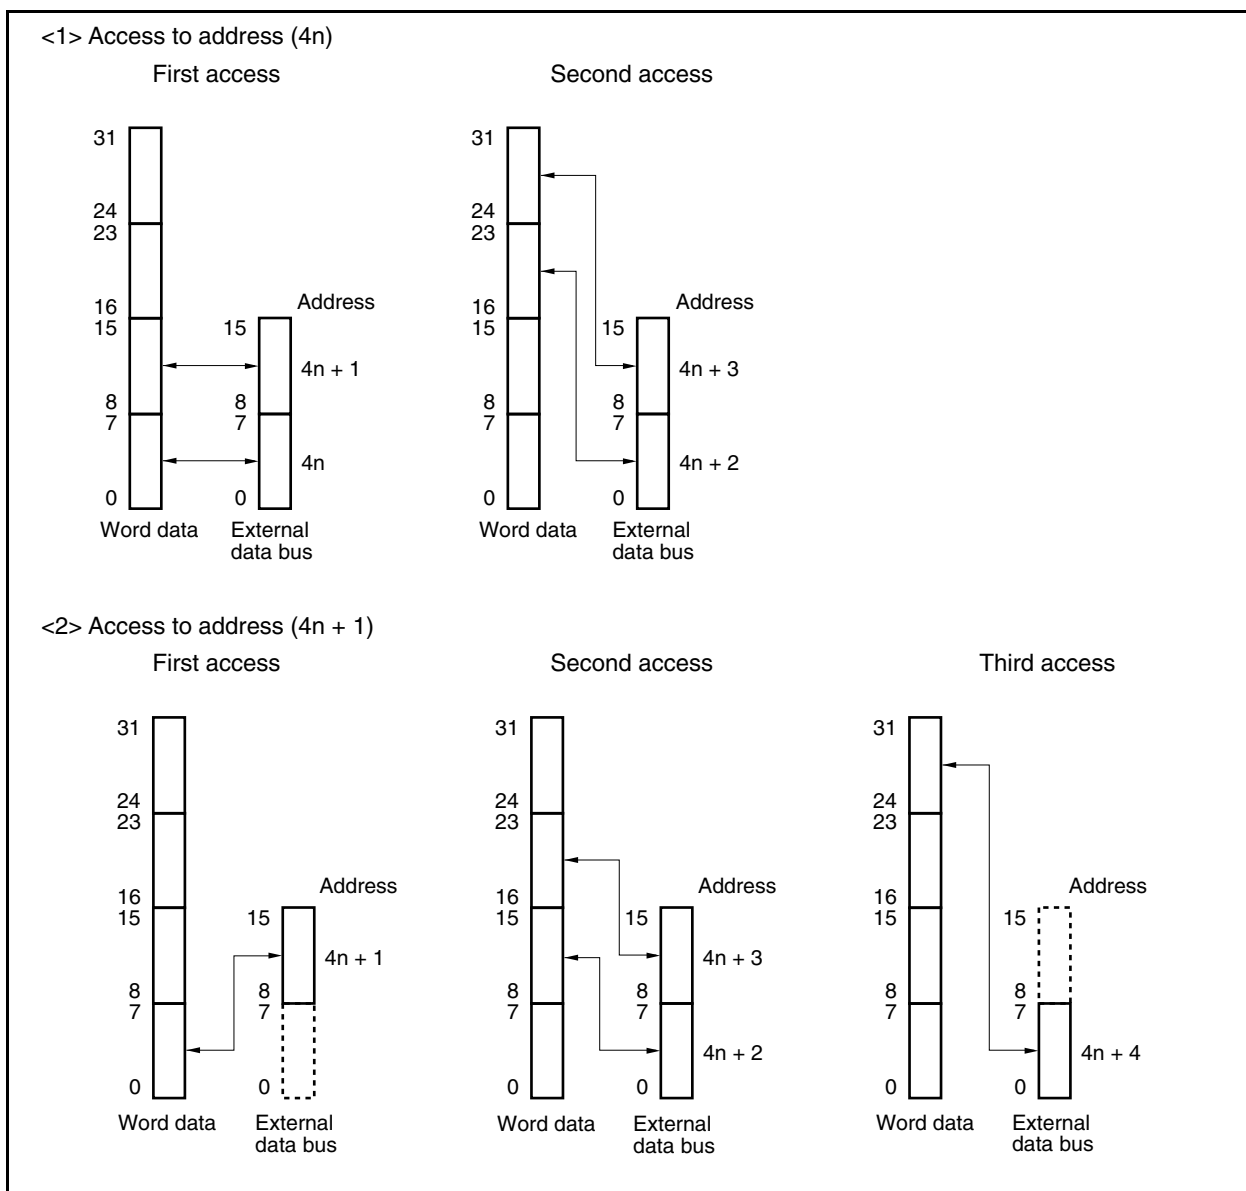 <1> Access to address (4n)
First access
Second access
31
24
23
16
15
8
7
0
Word data
Address
15
4n + 1
8
7
4n
0
External
data bus
31
24
23
16
15
8
7
0
Word data
Address
15
4n + 3
8
7
4n + 2
0
External
data bus
<2> Access to address (4n + 1)
First access
Second access
Third access
31
24
23
16
15
8
7
0
Word data
Address
15
4n + 1
8
7
0
External
data bus
31
24
23
16
15
8
7
0
Word data
Address
15
4n + 3
8
7
4n + 2
0
External
data bus
31
24
23
16
15
8
7
0
Word data
Address
15
8
7
4n + 4
0
External
data bus